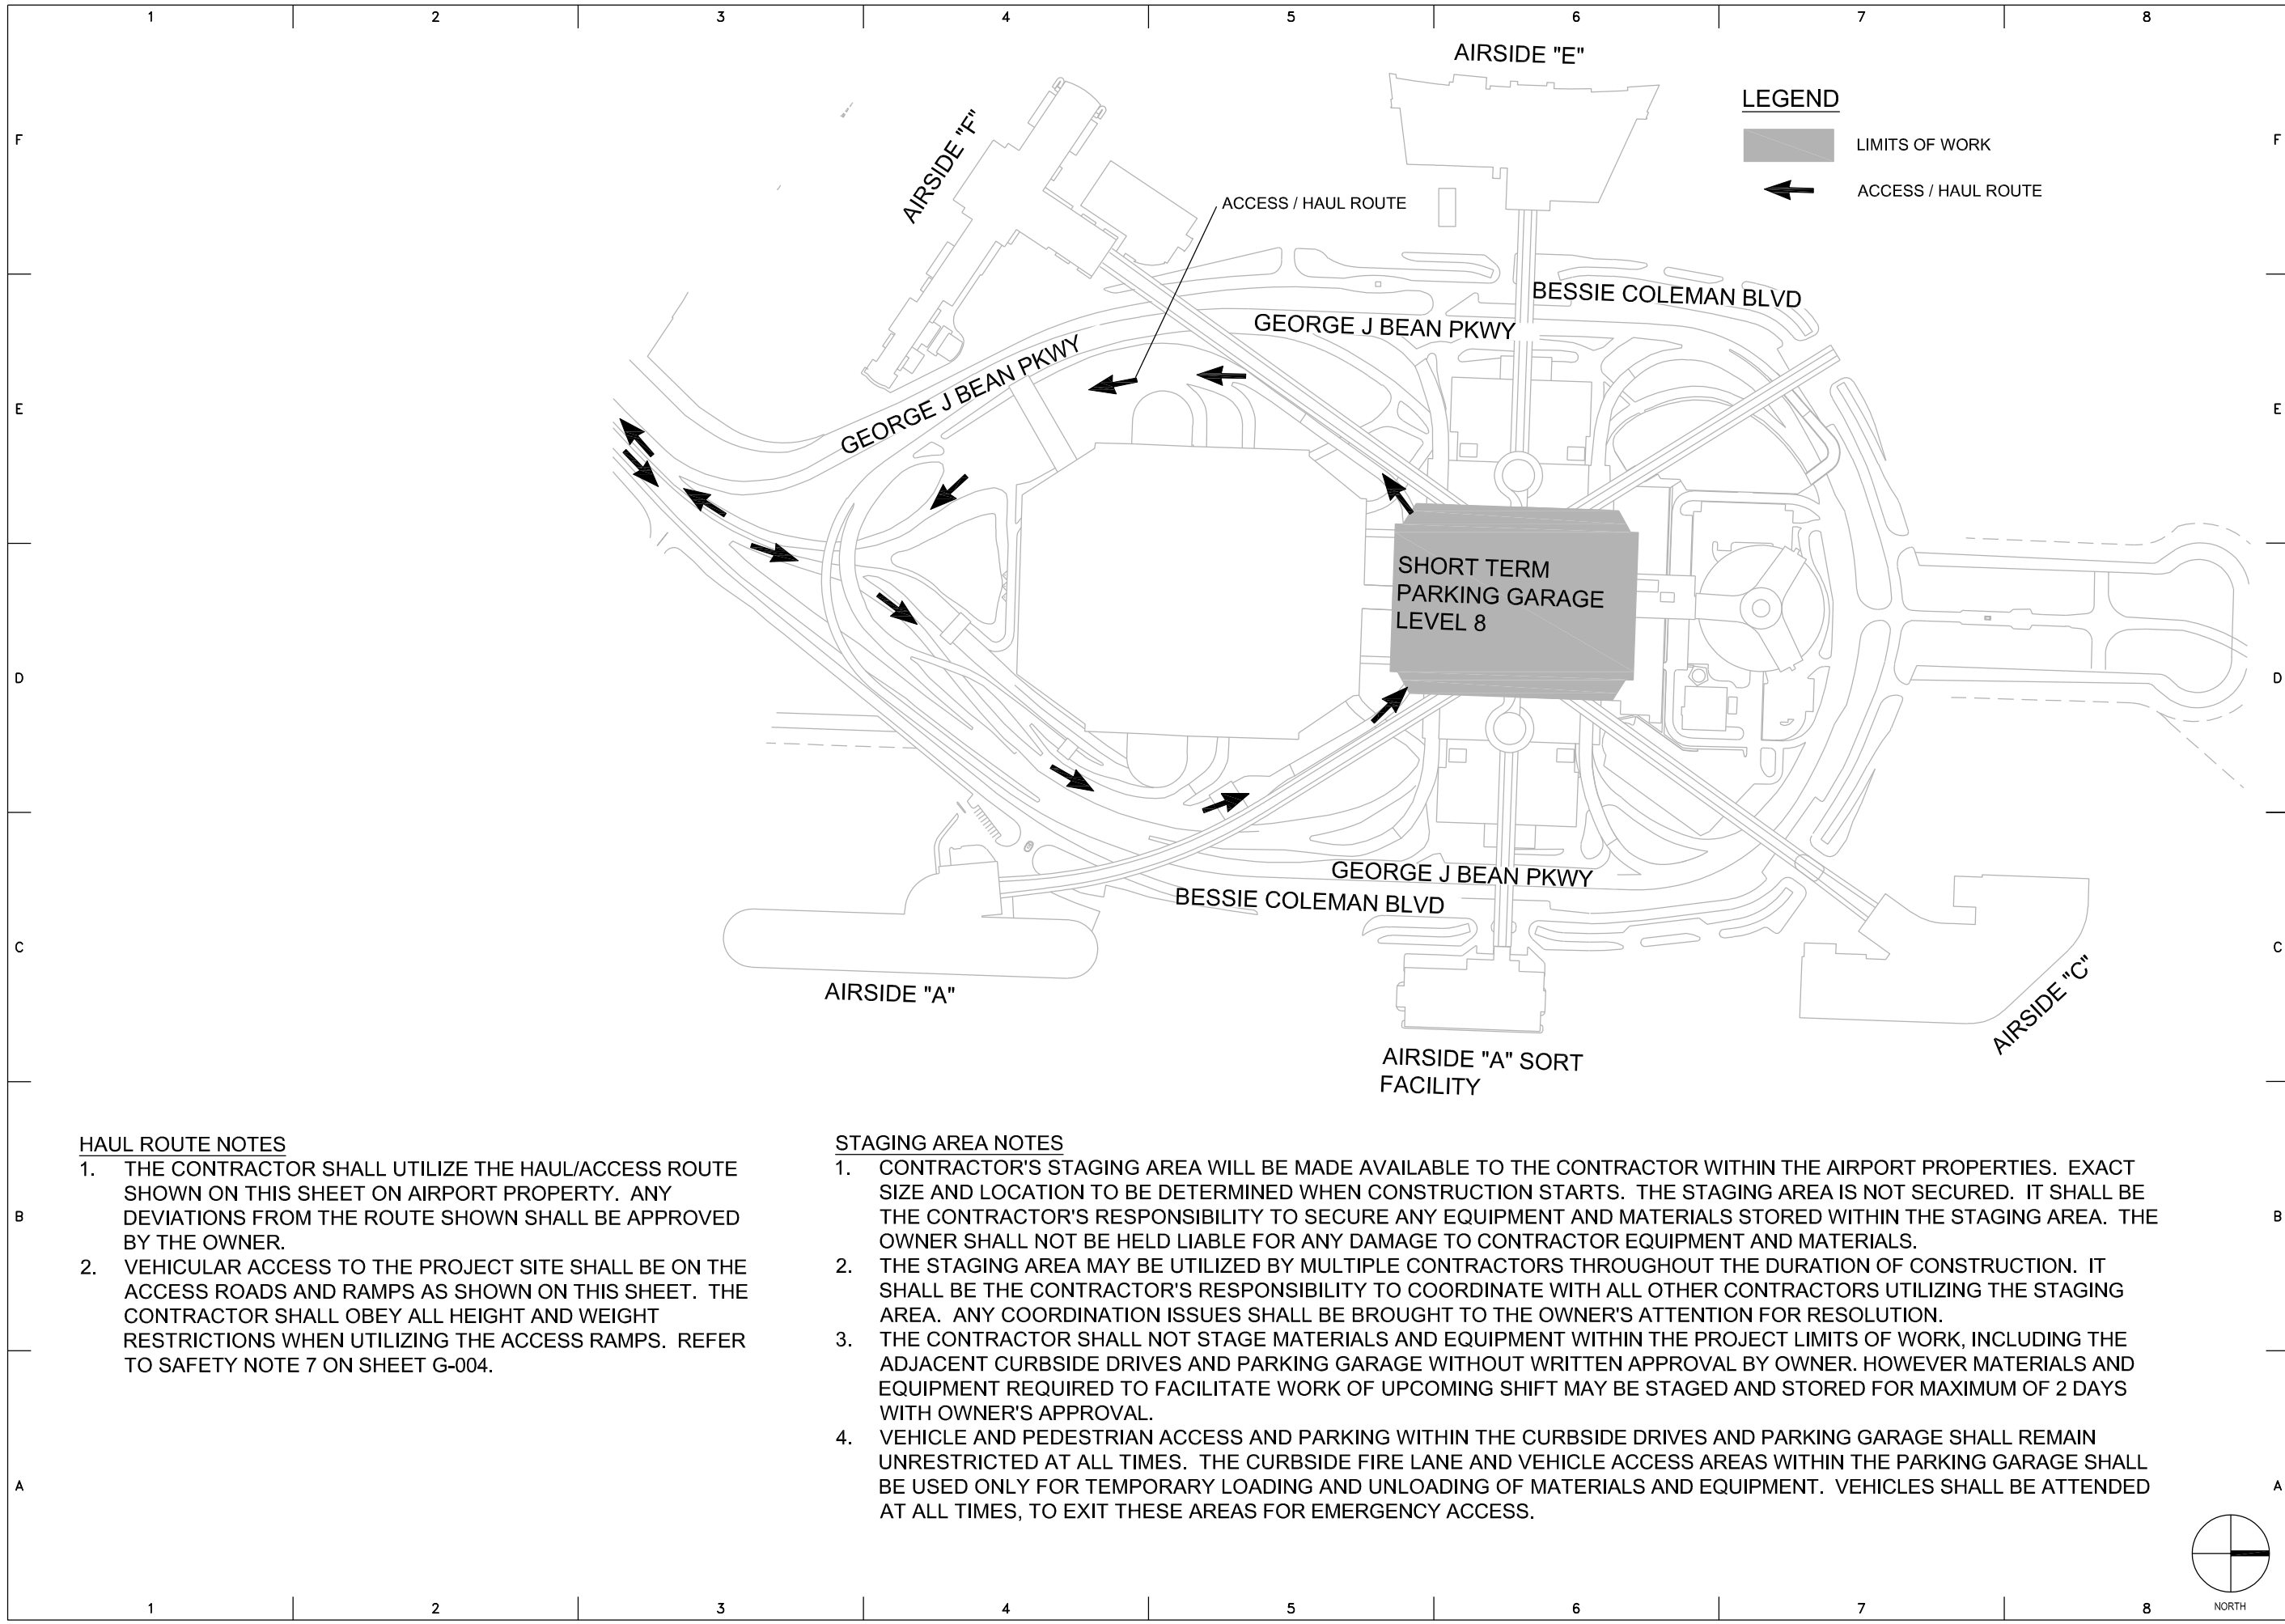 1 2 3 4 5 6 7 8
AIRSIDE "E"
LEGEND
F F
LIMITS OF WORK
AIRSIDE "F"
ACCESS / HAUL ROUTE
ACCESS / HAUL ROUTE
BESSIE COLEMAN BLVD
GEORGE J BEAN PKWY
GEORGE J BEAN PKWY
E E
SHORT TERM
PARKING GARAGE
LEVEL 8
D D
GEORGE J BEAN PKWY
BESSIE COLEMAN BLVD
C C
AIRSIDE "A"
AIRSIDE "C"
AIRSIDE "A" SORT
FACILITY
HAUL ROUTE NOTES
1. THE CONTRACTOR SHALL UTILIZE THE HAUL/ACCESS ROUTE
SHOWN ON THIS SHEET ON AIRPORT PROPERTY. ANY
DEVIATIONS FROM THE ROUTE SHOWN SHALL BE APPROVED
BY THE OWNER.
2. VEHICULAR ACCESS TO THE PROJECT SITE SHALL BE ON THE
ACCESS ROADS AND RAMPS AS SHOWN ON THIS SHEET. THE
CONTRACTOR SHALL OBEY ALL HEIGHT AND WEIGHT
RESTRICTIONS WHEN UTILIZING THE ACCESS RAMPS. REFER
TO SAFETY NOTE 7 ON SHEET G-004.
STAGING AREA NOTES
1. CONTRACTOR'S STAGING AREA WILL BE MADE AVAILABLE TO THE CONTRACTOR WITHIN THE AIRPORT PROPERTIES. EXACT
SIZE AND LOCATION TO BE DETERMINED WHEN CONSTRUCTION STARTS. THE STAGING AREA IS NOT SECURED. IT SHALL BE
THE CONTRACTOR'S RESPONSIBILITY TO SECURE ANY EQUIPMENT AND MATERIALS STORED WITHIN THE STAGING AREA. THE
OWNER SHALL NOT BE HELD LIABLE FOR ANY DAMAGE TO CONTRACTOR EQUIPMENT AND MATERIALS.
2. THE STAGING AREA MAY BE UTILIZED BY MULTIPLE CONTRACTORS THROUGHOUT THE DURATION OF CONSTRUCTION. IT
SHALL BE THE CONTRACTOR'S RESPONSIBILITY TO COORDINATE WITH ALL OTHER CONTRACTORS UTILIZING THE STAGING
AREA. ANY COORDINATION ISSUES SHALL BE BROUGHT TO THE OWNER'S ATTENTION FOR RESOLUTION.
3. THE CONTRACTOR SHALL NOT STAGE MATERIALS AND EQUIPMENT WITHIN THE PROJECT LIMITS OF WORK, INCLUDING THE
ADJACENT CURBSIDE DRIVES AND PARKING GARAGE WITHOUT WRITTEN APPROVAL BY OWNER. HOWEVER MATERIALS AND
EQUIPMENT REQUIRED TO FACILITATE WORK OF UPCOMING SHIFT MAY BE STAGED AND STORED FOR MAXIMUM OF 2 DAYS
WITH OWNER'S APPROVAL.
4. VEHICLE AND PEDESTRIAN ACCESS AND PARKING WITHIN THE CURBSIDE DRIVES AND PARKING GARAGE SHALL REMAIN
UNRESTRICTED AT ALL TIMES. THE CURBSIDE FIRE LANE AND VEHICLE ACCESS AREAS WITHIN THE PARKING GARAGE SHALL
BE USED ONLY FOR TEMPORARY LOADING AND UNLOADING OF MATERIALS AND EQUIPMENT. VEHICLES SHALL BE ATTENDED
AT ALL TIMES, TO EXIT THESE AREAS FOR EMERGENCY ACCESS.
B B
A A
NORTH
1 2 3 4 5 6 7 8